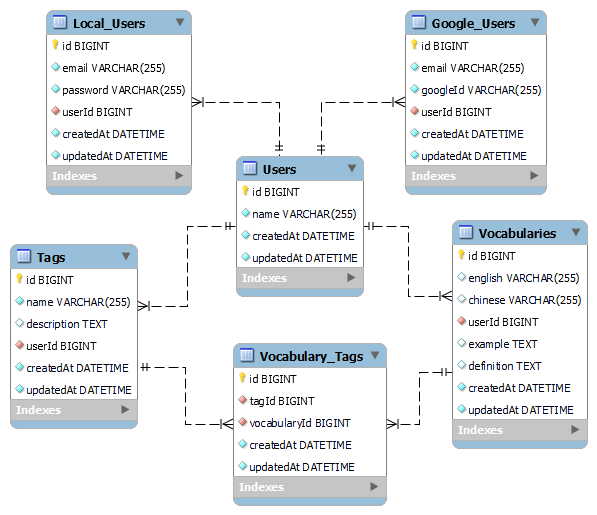 Local_Users
id BIGINT
email VARCHAR(255)
password VARCHAR(255)
userId BIGINT
createdAt DATETIME
updatedAt DATETIME
Indexes
Google_Users
id BIGINT
email VARCHAR(255)
googleId VARCHAR(255)
userId BIGINT
createdAt DATETIME
updatedAt DATETIME
Indexes
Users
id BIGINT
name VARCHAR(255)
createdAt DATETIME
updatedAt DATETIME
Indexes
Tags
id BIGINT
name VARCHAR(255)
description TEXT
userId BIGINT
createdAt DATETIME
updatedAt DATETIME
Indexes
Vocabularies
id BIGINT
english VARCHAR(255)
chinese VARCHAR(255)
userId BIGINT
example TEXT
definition TEXT
createdAt DATETIME
updatedAt DATETIME
Indexes
Vocabulary_Tags
id BIGINT
tagId BIGINT
vocabularyId BIGINT
createdAt DATETIME
updatedAt DATETIME
Indexes